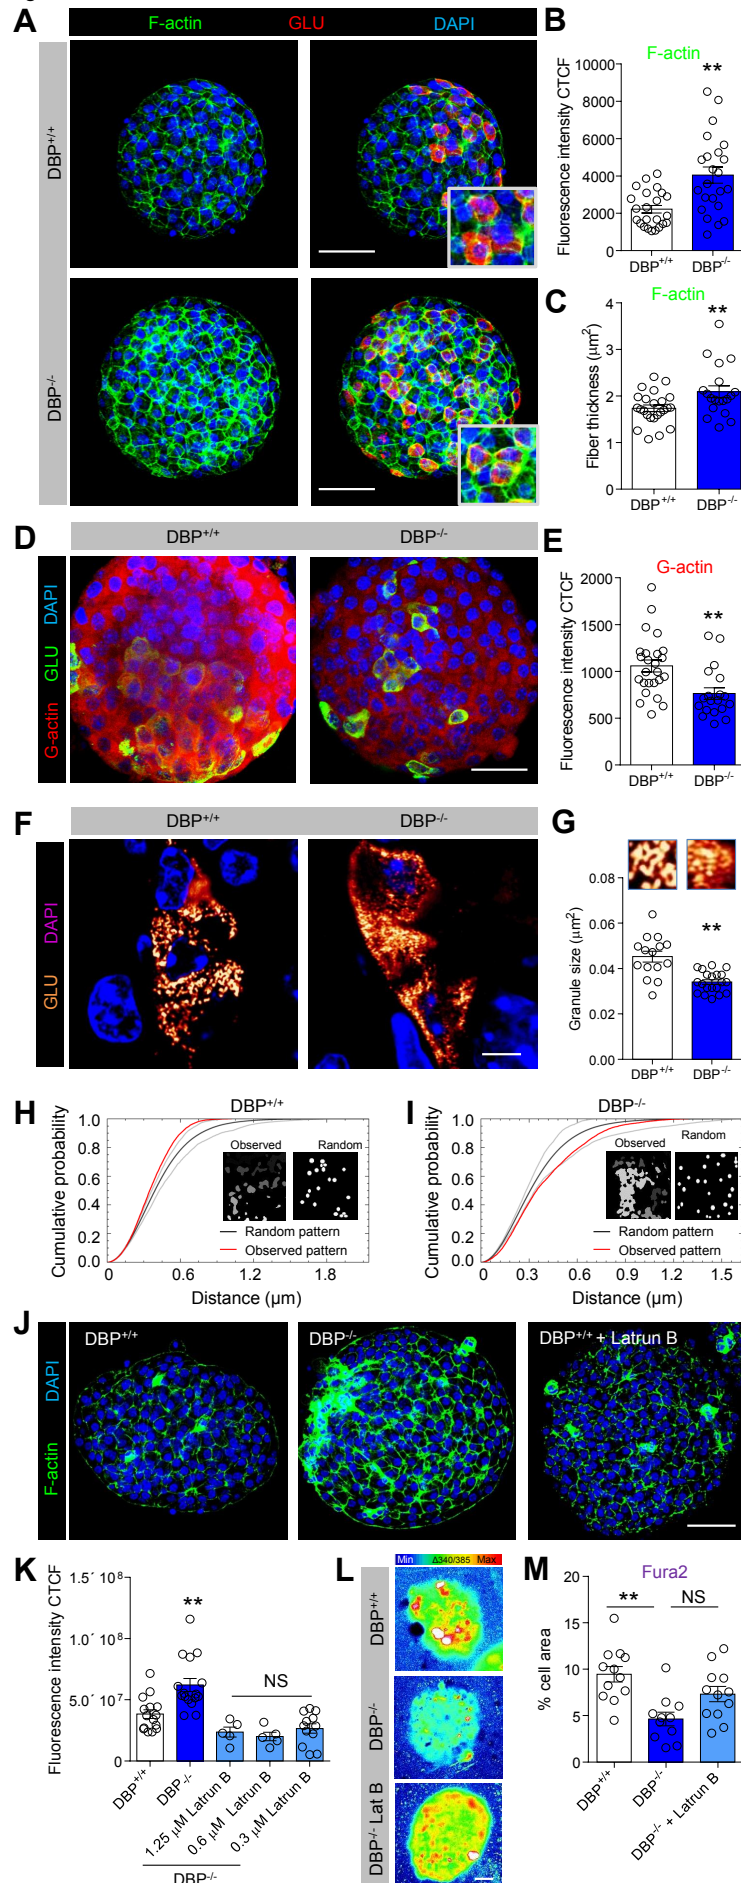 A
F-actin GLU DAPI
DBP+/+
DBP-/-
B
F-actin
Fluorescence intensity CTCF
10000
8000
6000
4000
2000
0
**
DBP+/+ DBP-/-
C
F-actin
Fiber thickness (µm²)
4
3
2
1
0
**
DBP+/+ DBP-/-
D
DBP+/+ DBP-/-
G-actin GLU DAPI
E
G-actin
Fluorescence intensity CTCF
2000
1500
1000
500
0
**
DBP+/+ DBP-/-
F
DBP+/+ DBP-/-
GLU DAPI
G
Granule size (µm²)
0.08
0.06
0.04
0.02
0.00
**
DBP+/+ DBP-/-
H
DBP+/+
Cumulative probability
1.0
0.8
0.6
0.4
0.2
0.0
Observed Random
Random pattern
Observed pattern
0 0.6 1.2 1.8
Distance (µm)
I
DBP-/-
Cumulative probability
1.0
0.8
0.6
0.4
0.2
0.0
Observed Random
Random pattern
Observed pattern
0 0.3 0.6 0.9 1.2 1.5
Distance (µm)
J
F-actin DAPI
DBP+/+ DBP-/- DBP+/+ + Latrun B
K
Fluorescence intensity CTCF
1.5´ 10⁸
1.0´ 10⁸
5.0´ 10⁷
0
**
NS
DBP+/+
DBP-/-
1.25 µM Latrun B
0.6 µM Latrun B
0.3 µM Latrun B
DBP-/-
L
Min Δ340/385 Max
DBP+/+
DBP-/-
DBP-/- Lat B
M
Fura2
% cell area
20
15
10
5
0
** NS
DBP+/+
DBP-/-
DBP-/- + Latrun B